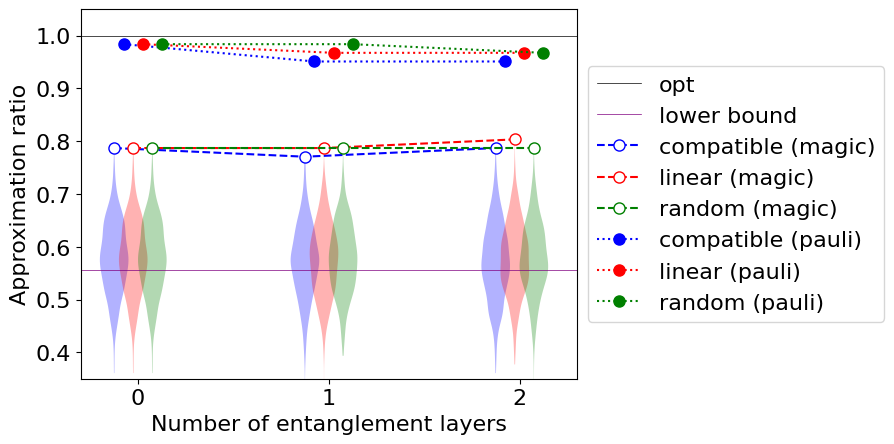 1.0
0.9
0.8
0.7
0.6
0.5
0.4
Approximation ratio
0 1 2
Number of entanglement layers
opt
lower bound
compatible (magic)
linear (magic)
random (magic)
compatible (pauli)
linear (pauli)
random (pauli)